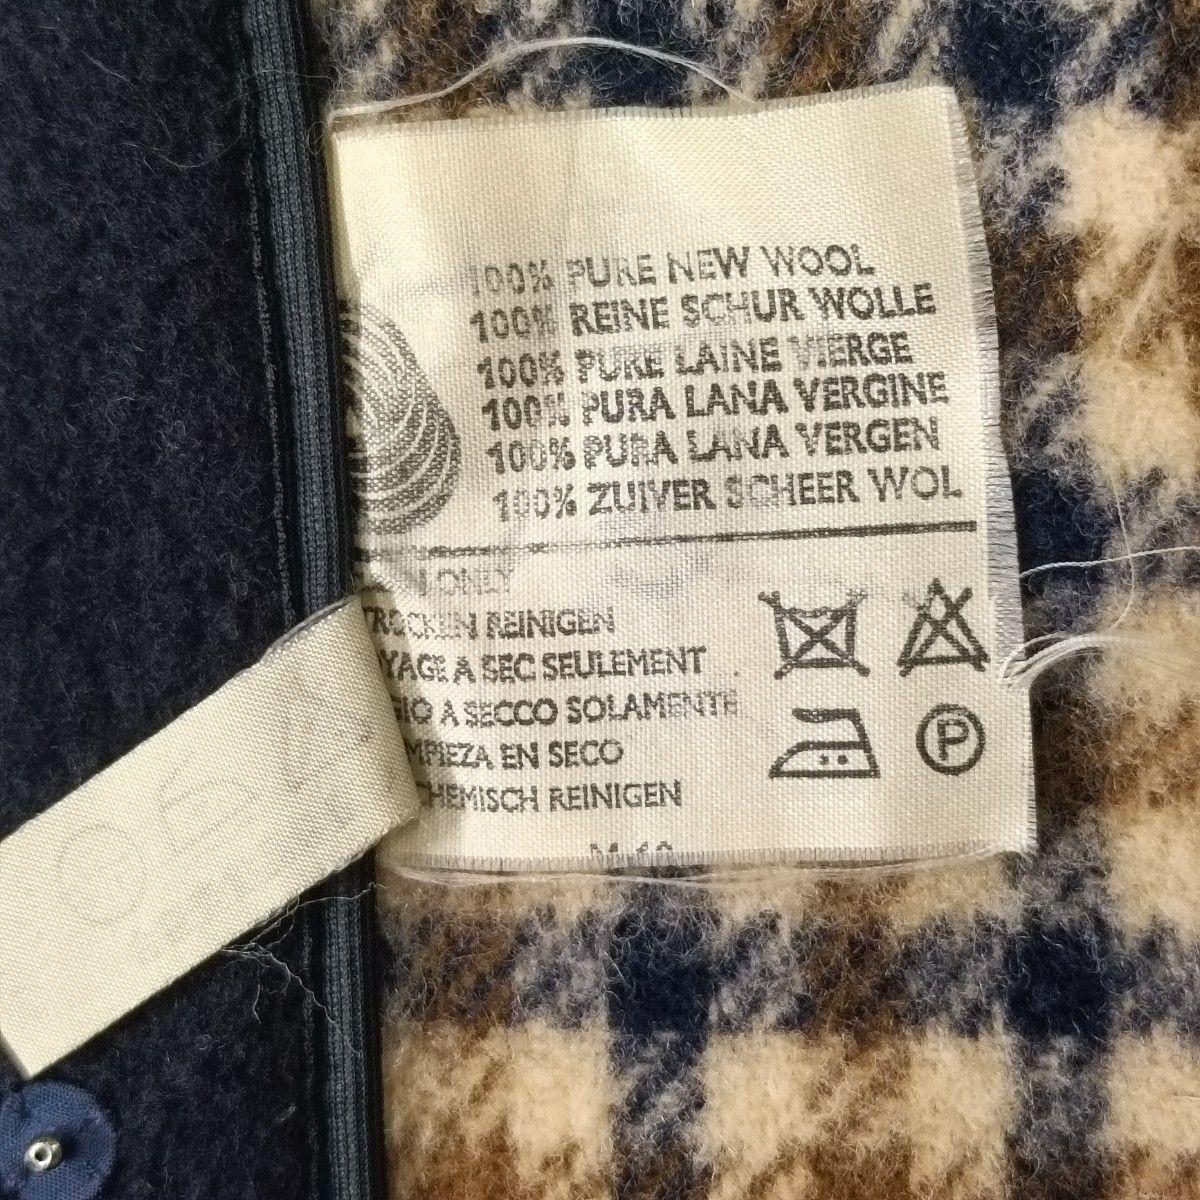 100% PURE NEW WOOL
100% REINE SCHUR WOLLE
100% PURE LAINE VIERGE
100% PURA LANA VERGINE
100% PURA LANA VERGEN
100% ZUIVER SCHEER WOL
ONLY
TROCKEN REINIGEN
YAGE A SEC SEULEMENT
GIO A SECCO SOLAMENTE
MPIEZA EN SECO
CHEMISCH REINIGEN
P